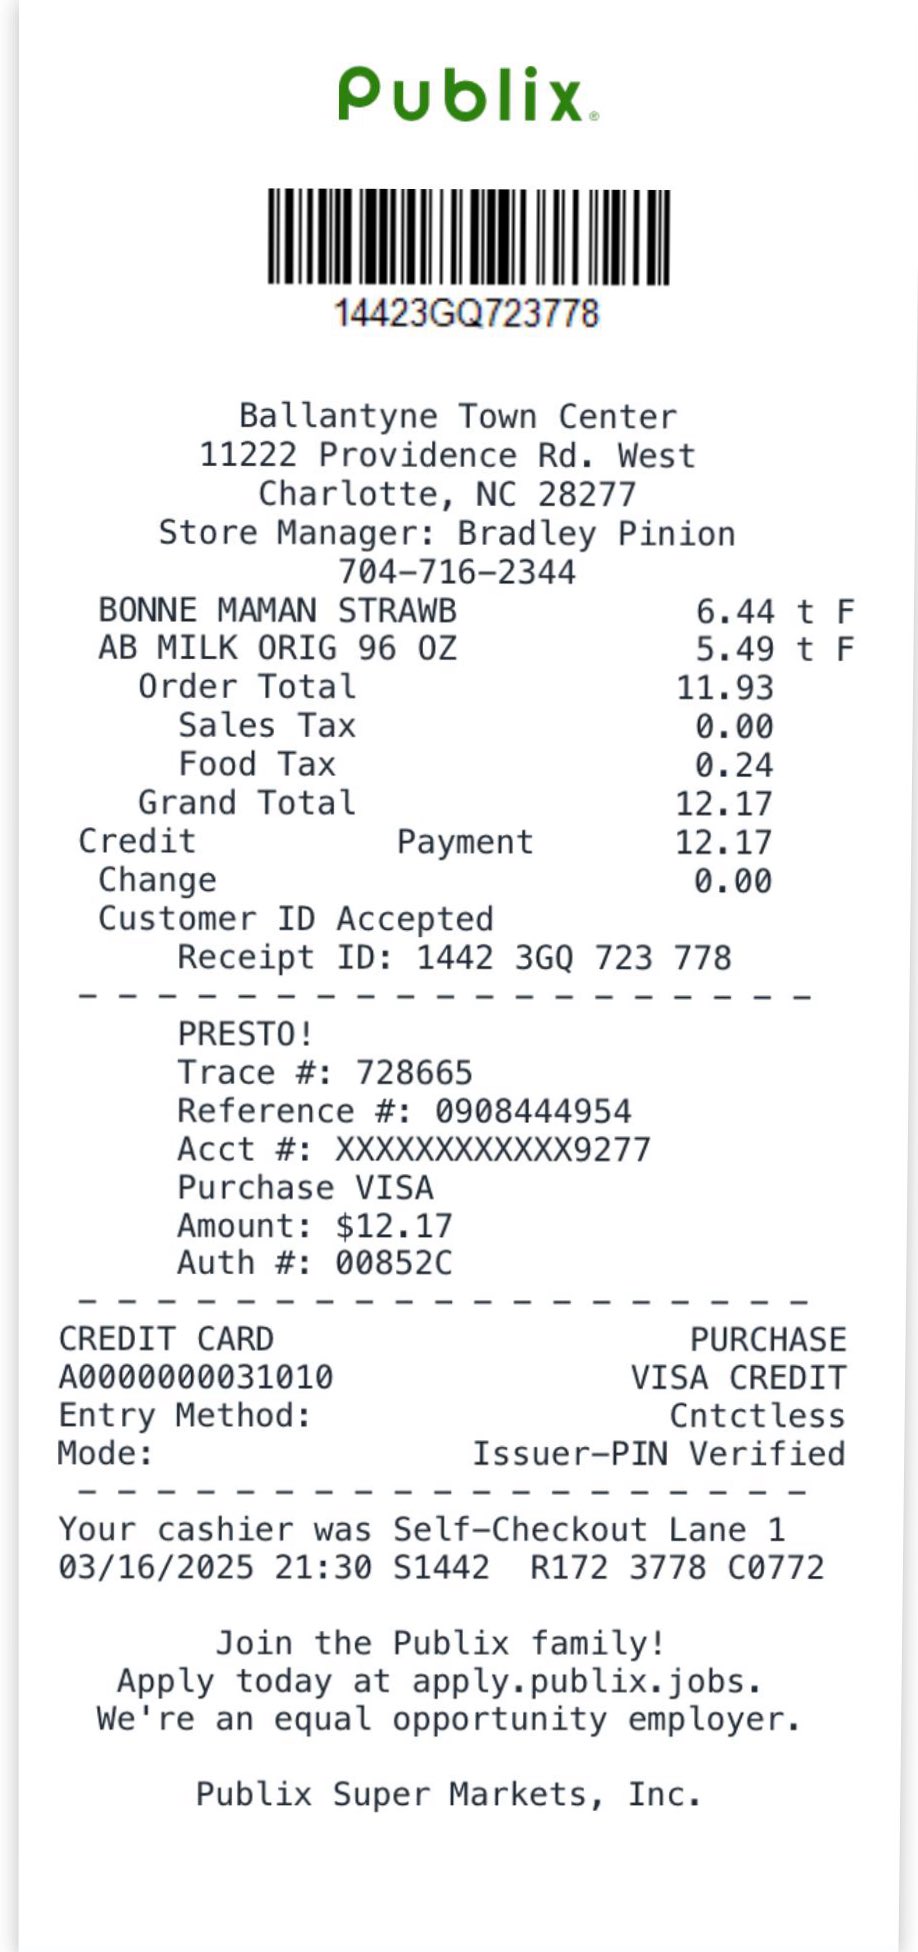 Publix®
14423GQ723778
Ballantyne Town Center
11222 Providence Rd. West
Charlotte, NC 28277
Store Manager: Bradley Pinion
704-716-2344
BONNE MAMAN STRAWB 6.44 t F
AB MILK ORIG 96 OZ 5.49 t F
Order Total 11.93
Sales Tax 0.00
Food Tax 0.24
Grand Total 12.17
Credit Payment 12.17
Change 0.00
Customer ID Accepted
Receipt ID: 1442 3GQ 723 778
- - - - - - - - - - - - - - - - - - -
PRESTO!
Trace #: 728665
Reference #: 0908444954
Acct #: XXXXXXXXXXXX9277
Purchase VISA
Amount: $12.17
Auth #: 00852C
- - - - - - - - - - - - - - - - - - -
CREDIT CARD PURCHASE
A0000000031010 VISA CREDIT
Entry Method: Cntctless
Mode: Issuer-PIN Verified
- - - - - - - - - - - - - - - - - - -
Your cashier was Self-Checkout Lane 1
03/16/2025 21:30 S1442 R172 3778 C0772
Join the Publix family!
Apply today at apply.publix.jobs.
We're an equal opportunity employer.
Publix Super Markets, Inc.